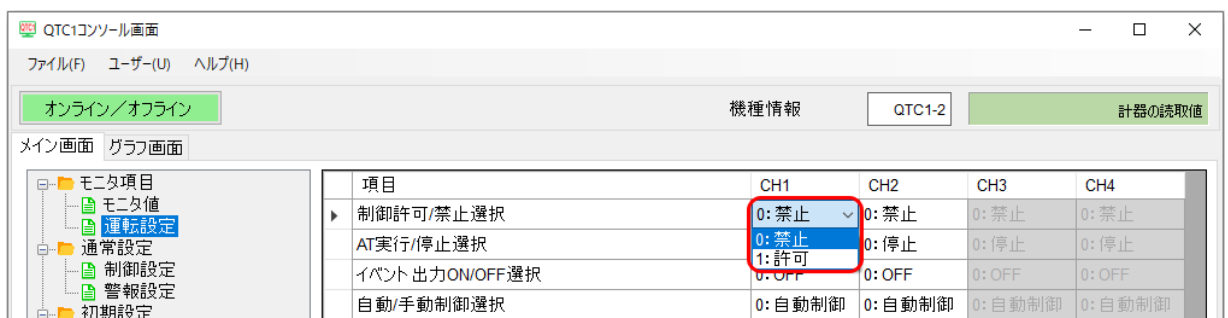 QTC1コンソール画面
ファイル(F) ユーザー(U) ヘルプ(H)
オンライン／オフライン 機種情報 QTC1-2 計器の読取値
メイン画面 グラフ画面
モニタ項目
モニタ値
運転設定
通常設定
制御設定
警報設定
初期設定
項目 CH1 CH2 CH3 CH4
制御許可/禁止選択 0: 禁止 0: 禁止 0: 禁止 0: 禁止
0: 禁止
1: 許可
AT実行/停止選択 0: 停止 0: 停止 0: 停止
イベント出力ON/OFF選択 0: OFF 0: OFF 0: OFF 0: OFF
自動/手動制御選択 0: 自動制御 0: 自動制御 0: 自動制御 0: 自動制御